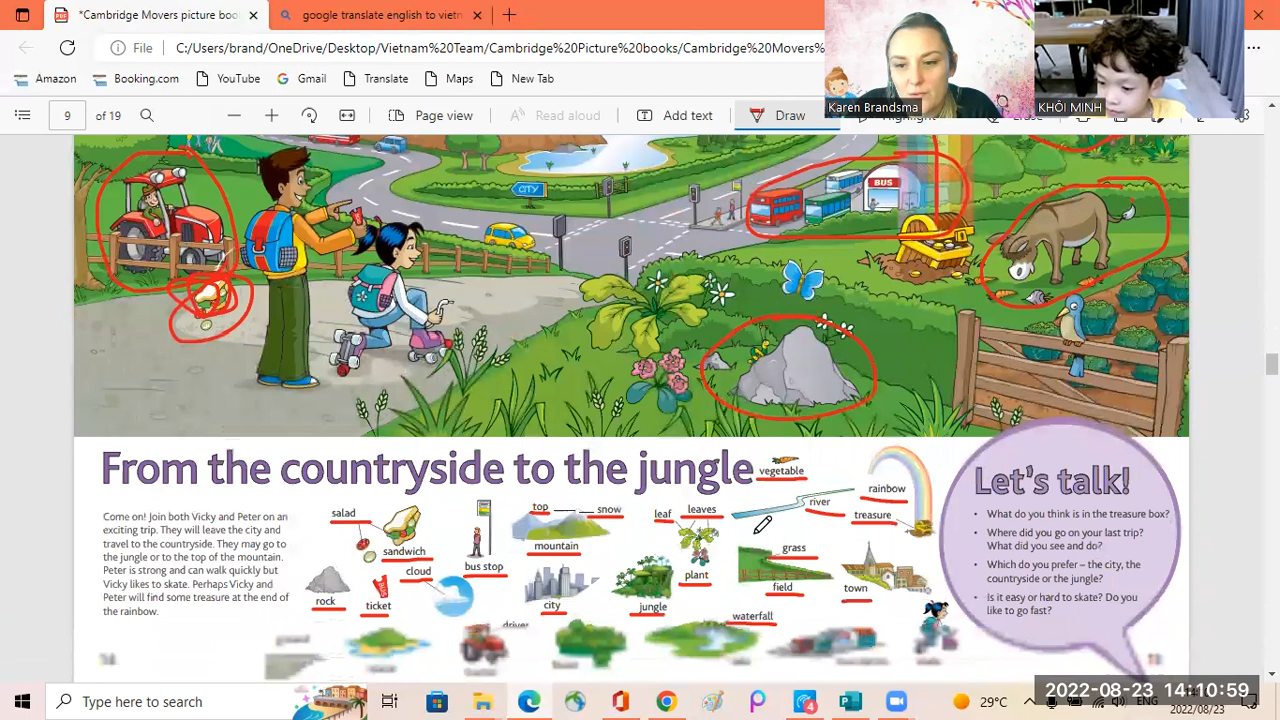 *Cambridge Movers picture bo
google translate english to vietn
File
C:/Users/brand/OneDrive/Desktop/Vietnam%20Team/Cambridge%20Picture%20books/Cambridge%20Movers%
Amazon
Booking.com
YouTube
Gmail
Translate
Maps
New Tab
Karen Brandsma
KHÔI MINH
9
of 19
Page view
Read aloud
Add text
Draw
CITY
BUS
From the countryside to the jungle
Come on! Join both Vicky and Peter on an
exciting trip. They will leave the city and
travel to the countryside. They may go to
the jungle or to the top of the mountain.
Peter is strong and can walk quickly but
Vicky likes to skate. Perhaps Vicky and
Peter will find some treasure at the end of
the rainbow.
salad
sandwich
cloud
rock
ticket
bus stop
top
snow
mountain
city
driver
leaf
leaves
plant
jungle
vegetable
river
grass
field
waterfall
rainbow
treasure
town
Let's talk!
• What do you think is in the treasure box?
• Where did you go on your last trip?
What did you see and do?
• Which do you prefer – the city, the
countryside or the jungle?
• Is it easy or hard to skate? Do you
like to go fast?
Type here to search
4
29°C
ENG
2022/08/23
2022-08-23 14:10:59